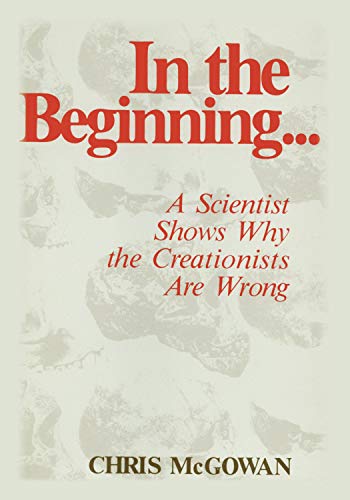 In the
Beginning...
A Scientist
Shows Why
the Creationists
Are Wrong
CHRIS McGOWAN